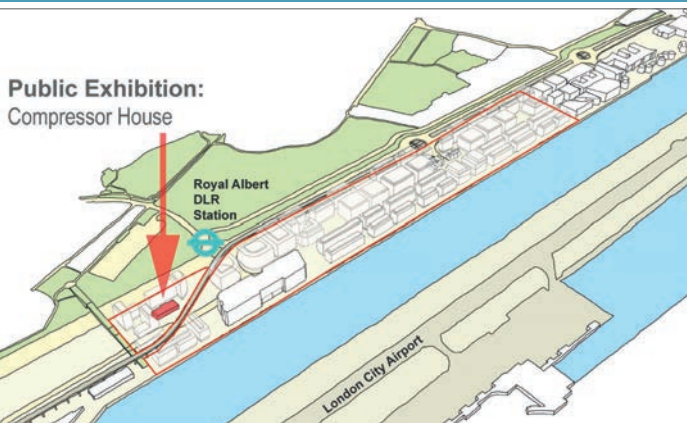 Public Exhibition:
Compressor House
Royal Albert
DLR
Station
London City Airport